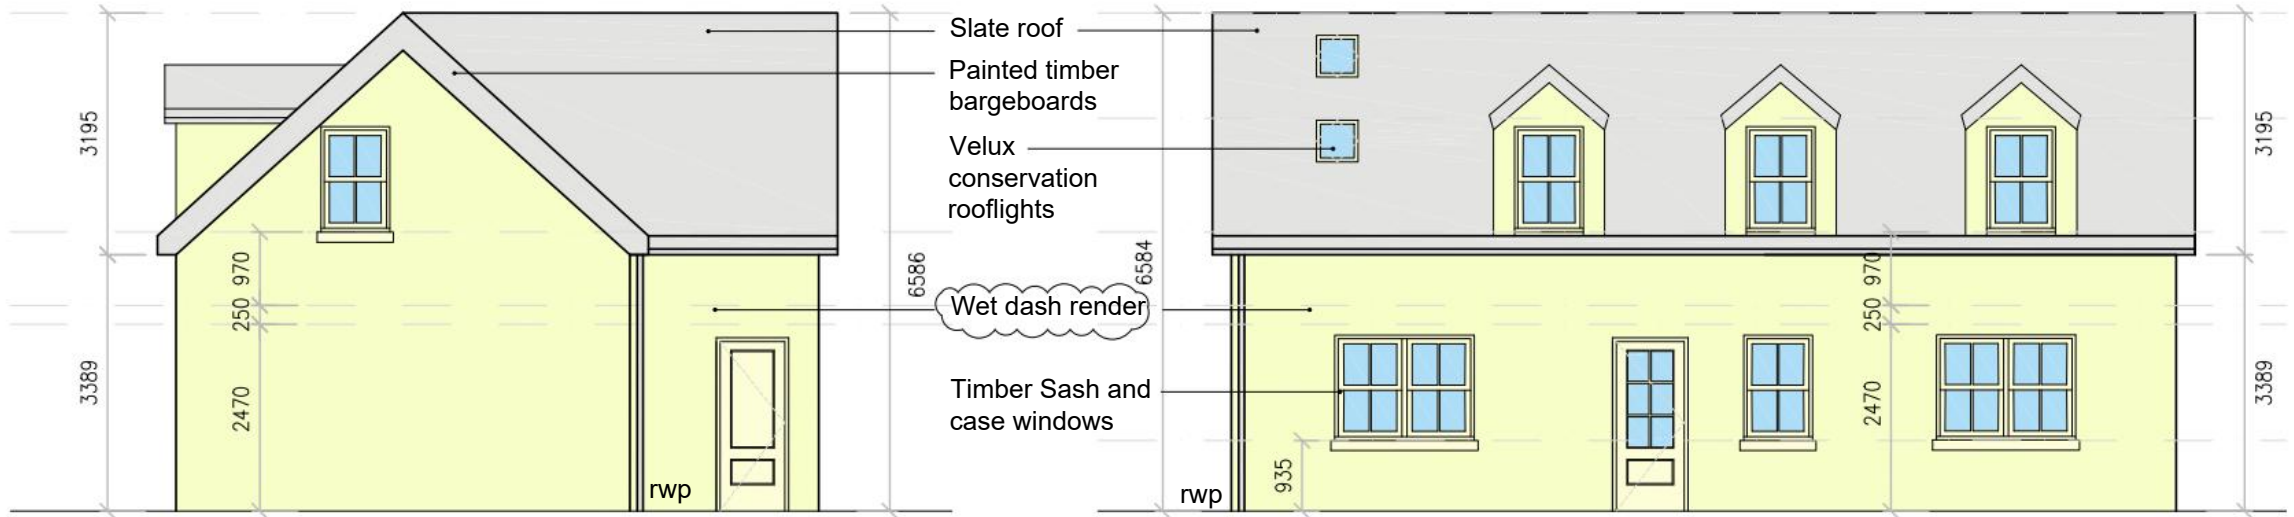 Slate roof
Painted timber
bargeboards
Velux
conservation
rooflights
Wet dash render
Timber Sash and
case windows
3195
3389
970
250
2470
rwp
6586
6584
rwp
935
970
250
2470
3195
3389